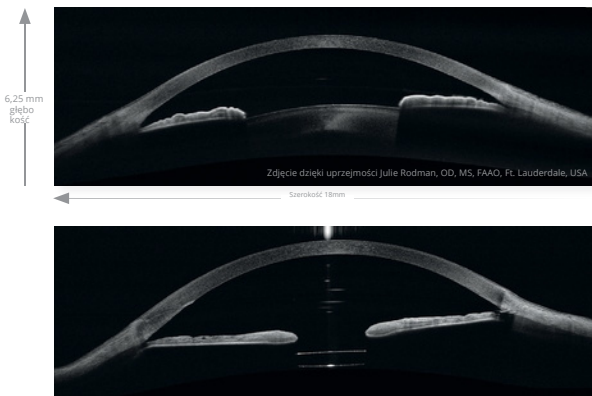 6,25 mm
głębo
kość
Zdjęcie dzięki uprzejmości Julie Rodman, OD, MS, FAAO, Ft. Lauderdale, USA
Szerokość 18mm